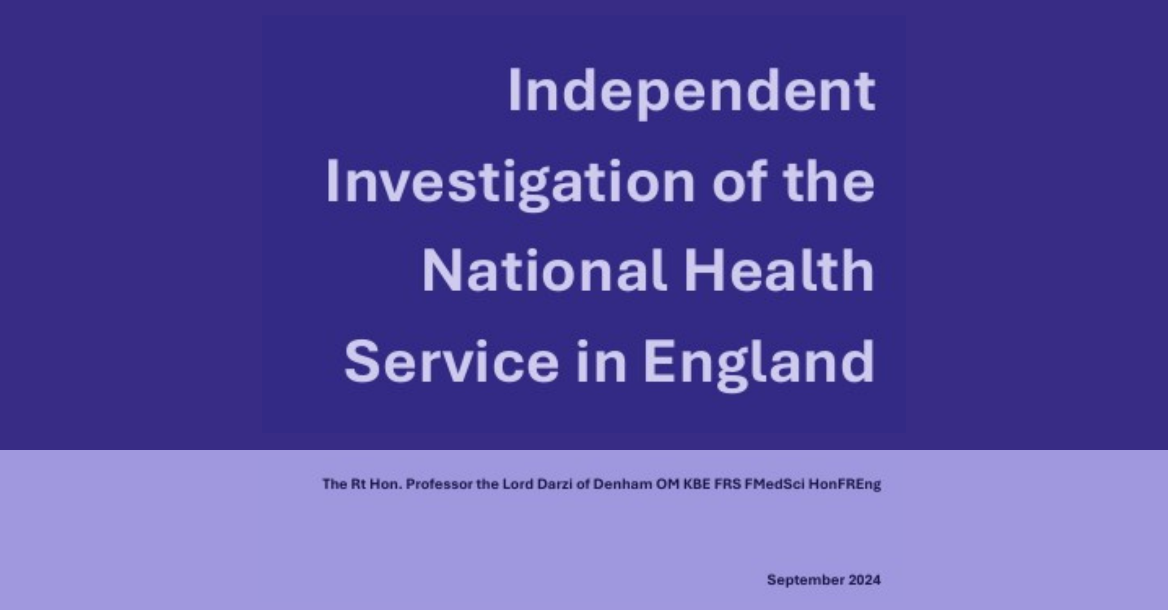 Independent
Investigation of the
National Health
Service in England
The Rt Hon. Professor the Lord Darzi of Denham OM KBE FRS FMedSci HonFREng
September 2024